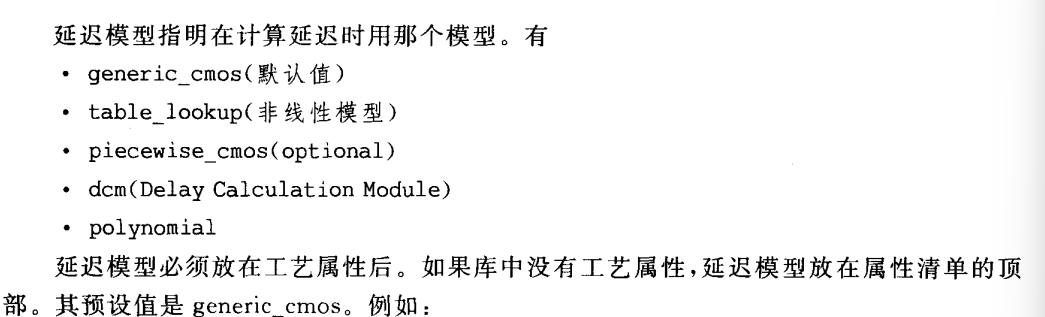 延迟模型指明在计算延迟时用那个模型。有
• generic_cmos(默认值)
• table_lookup(非线性模型)
• piecewise_cmos(optional)
• dcm(Delay Calculation Module)
• polynomial
延迟模型必须放在工艺属性后。如果库中没有工艺属性,延迟模型放在属性清单的顶
部。其预设值是 generic_cmos。例如：